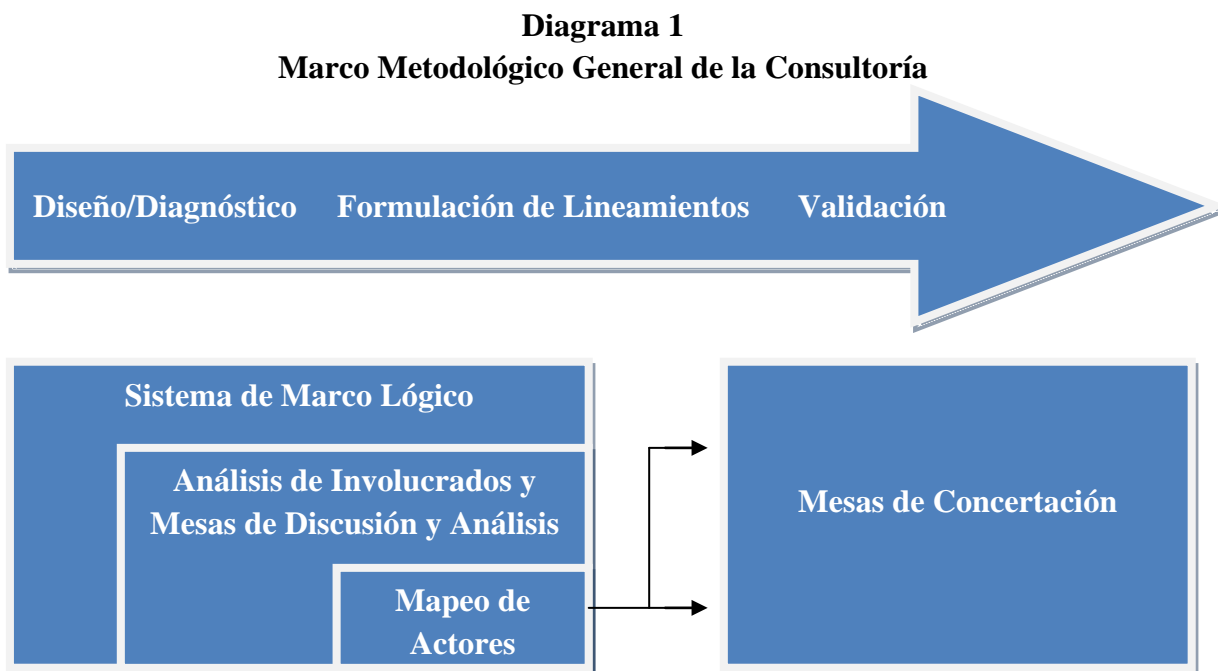 Diagrama 1
Marco Metodológico General de la Consultoría
Diseño/Diagnóstico Formulación de Lineamientos Validación
Sistema de Marco Lógico
Análisis de Involucrados y
Mesas de Discusión y Análisis
Mapeo de
Actores
Mesas de Concertación